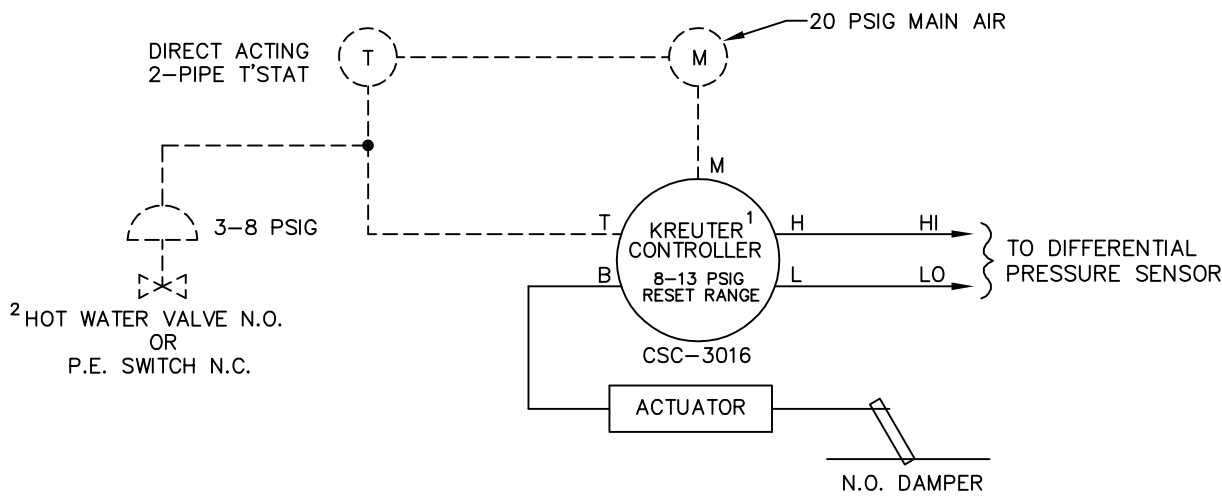 20 PSIG MAIN AIR
DIRECT ACTING
2-PIPE T'STAT
T
M
M
3-8 PSIG
T
KREUTER¹
CONTROLLER
8-13 PSIG
RESET RANGE
H
HI
L
LO
TO DIFFERENTIAL
PRESSURE SENSOR
B
²HOT WATER VALVE N.O.
OR
P.E. SWITCH N.C.
CSC-3016
ACTUATOR
N.O. DAMPER